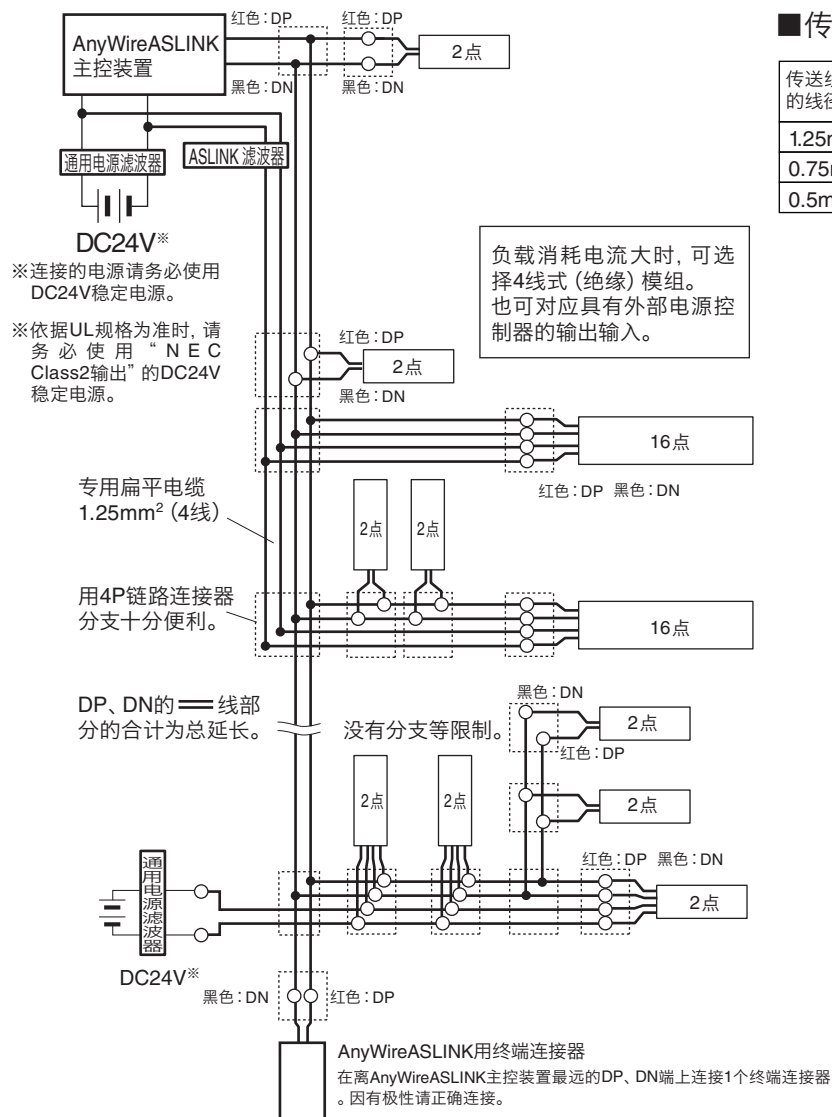 红色：DP
红色：DP
AnyWireASLINK
主控装置
2点
黑色：DN
黑色：DN
通用电源滤波器
ASLINK 滤波器
DC24V※
※连接的电源请务必使用
DC24V稳定电源。
※依据UL规格为准时, 请
务必使用“NEC
Class2输出”的DC24V
稳定电源。
■传
传送线
的线径
1.25m
0.75m
0.5m
负载消耗电流大时, 可选
择4线式（绝缘）模组。
也可对应具有外部电源控
制器的输出输入。
红色：DP
2点
黑色：DN
16点
红色：DP 黑色：DN
专用扁平电缆
1.25mm²（4线）
2点
2点
用4P链路连接器
分支十分便利。
16点
DP、DN的 线部
分的合计为总延长。
没有分支等限制。
黑色：DN
2点
红色：DP
2点
2点
2点
红色：DP 黑色：DN
2点
通用电源滤波器
DC24V※
黑色：DN
红色：DP
AnyWireASLINK用终端连接器
在离AnyWireASLINK主控装置最远的DP、DN端上连接1个终端连接器
。因有极性请正确连接。